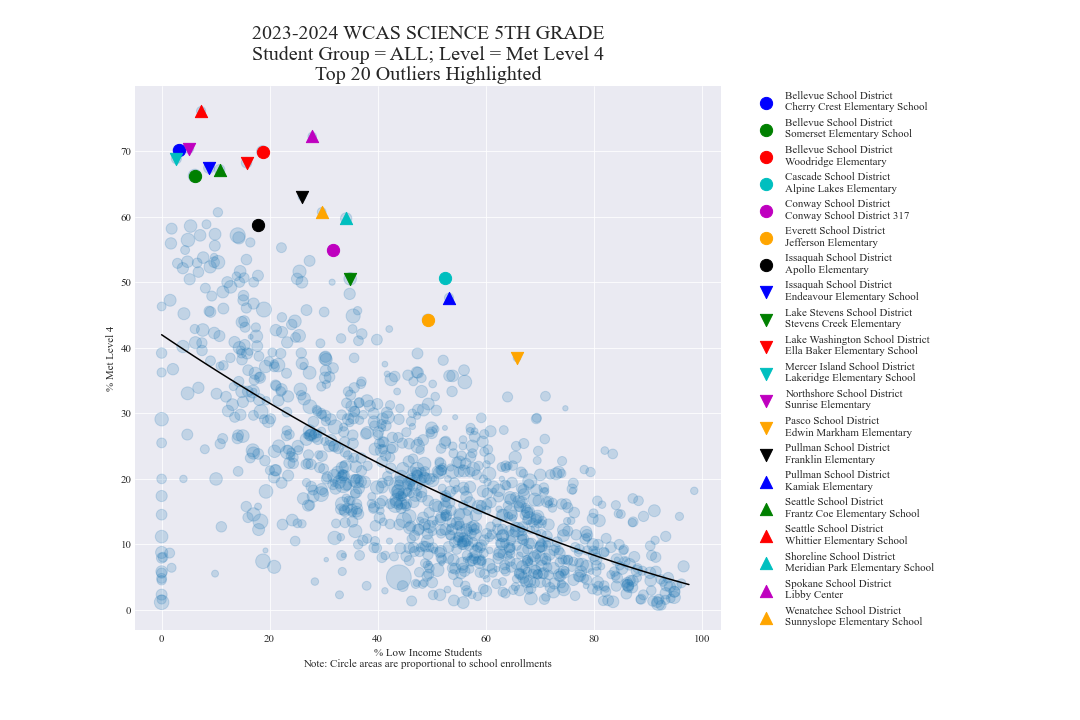 2023-2024 WCAS SCIENCE 5TH GRADE
Student Group = ALL; Level = Met Level 4
Top 20 Outliers Highlighted
% Met Level 4
70
60
50
40
30
20
10
0
0
20
40
60
80
100
% Low Income Students
Note: Circle areas are proportional to school enrollments
Bellevue School District
Cherry Crest Elementary School
Bellevue School District
Somerset Elementary School
Bellevue School District
Woodridge Elementary
Cascade School District
Alpine Lakes Elementary
Conway School District
Conway School District 317
Everett School District
Jefferson Elementary
Issaquah School District
Apollo Elementary
Issaquah School District
Endeavour Elementary School
Lake Stevens School District
Stevens Creek Elementary
Lake Washington School District
Ella Baker Elementary School
Mercer Island School District
Lakeridge Elementary School
Northshore School District
Sunrise Elementary
Pasco School District
Edwin Markham Elementary
Pullman School District
Franklin Elementary
Pullman School District
Kamiak Elementary
Seattle School District
Frantz Coe Elementary School
Seattle School District
Whittier Elementary School
Shoreline School District
Meridian Park Elementary School
Spokane School District
Libby Center
Wenatchee School District
Sunnyslope Elementary School